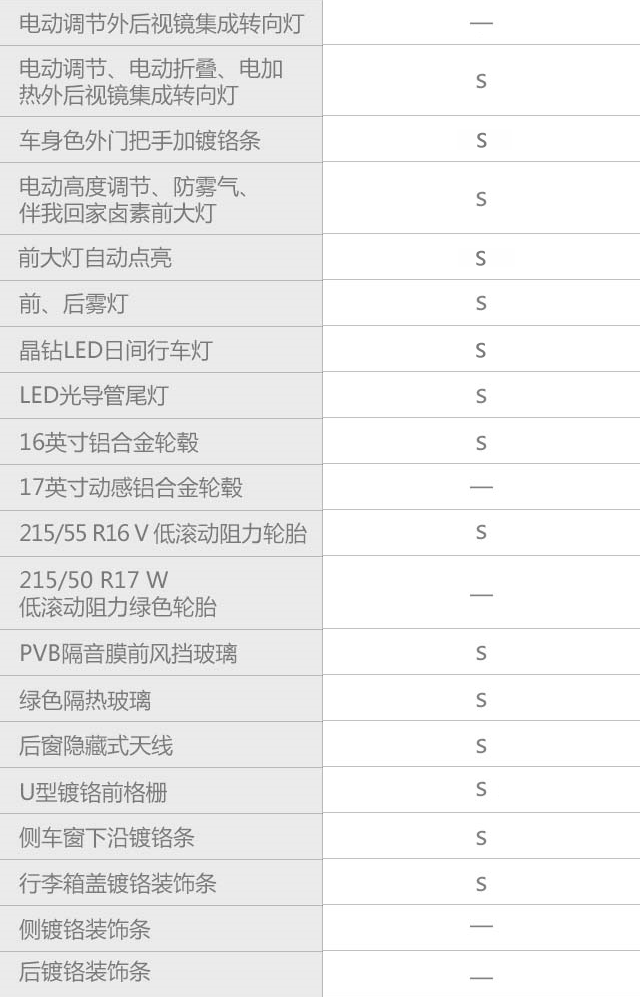 电动调节外后视镜集成转向灯 —
电动调节、电动折叠、电加
热外后视镜集成转向灯 S
车身色外门把手加镀铬条 S
电动高度调节、防雾气、
伴我回家卤素前大灯 S
前大灯自动点亮 S
前、后雾灯 S
晶钻LED日间行车灯 S
LED光导管尾灯 S
16英寸铝合金轮毂 S
17英寸动感铝合金轮毂 —
215/55 R16 V 低滚动阻力轮胎 S
215/50 R17 W
低滚动阻力绿色轮胎 —
PVB隔音膜前风挡玻璃 S
绿色隔热玻璃 S
后窗隐藏式天线 S
U型镀铬前格栅 S
侧车窗下沿镀铬条 S
行李箱盖镀铬装饰条 S
侧镀铬装饰条 —
后镀铬装饰条 —